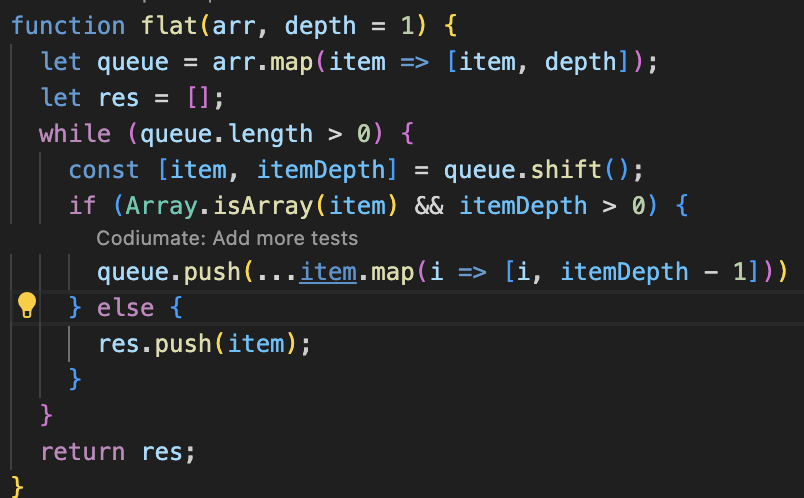 function flat(arr, depth = 1) {
let queue = arr.map(item => [item, depth]);
let res = [];
while (queue.length > 0) {
const [item, itemDepth] = queue.shift();
if (Array.isArray(item) && itemDepth > 0) {
Codiumate: Add more tests
queue.push(...item.map(i => [i, itemDepth - 1]))
} else {
res.push(item);
}
}
return res;
}